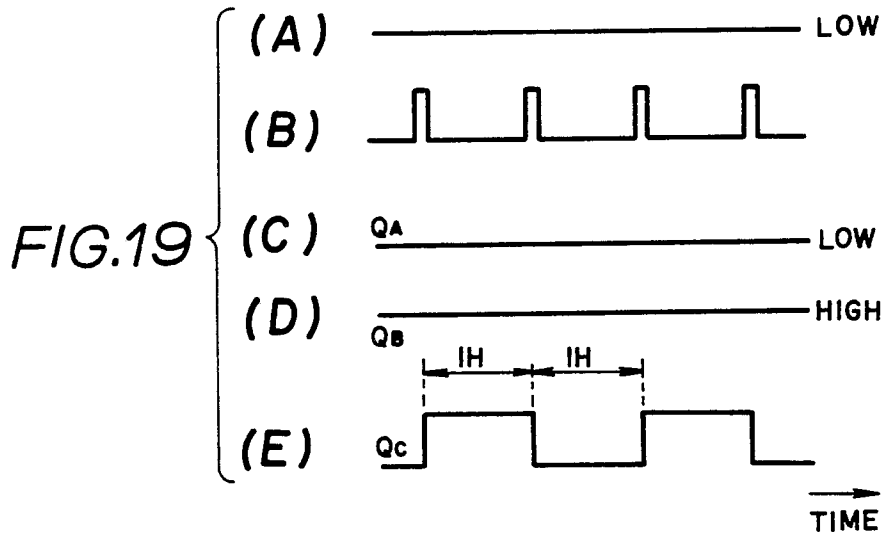 FIG.19
(A) LOW
(B)
(C) QA LOW
(D) QB HIGH
1H 1H
(E) QC
TIME